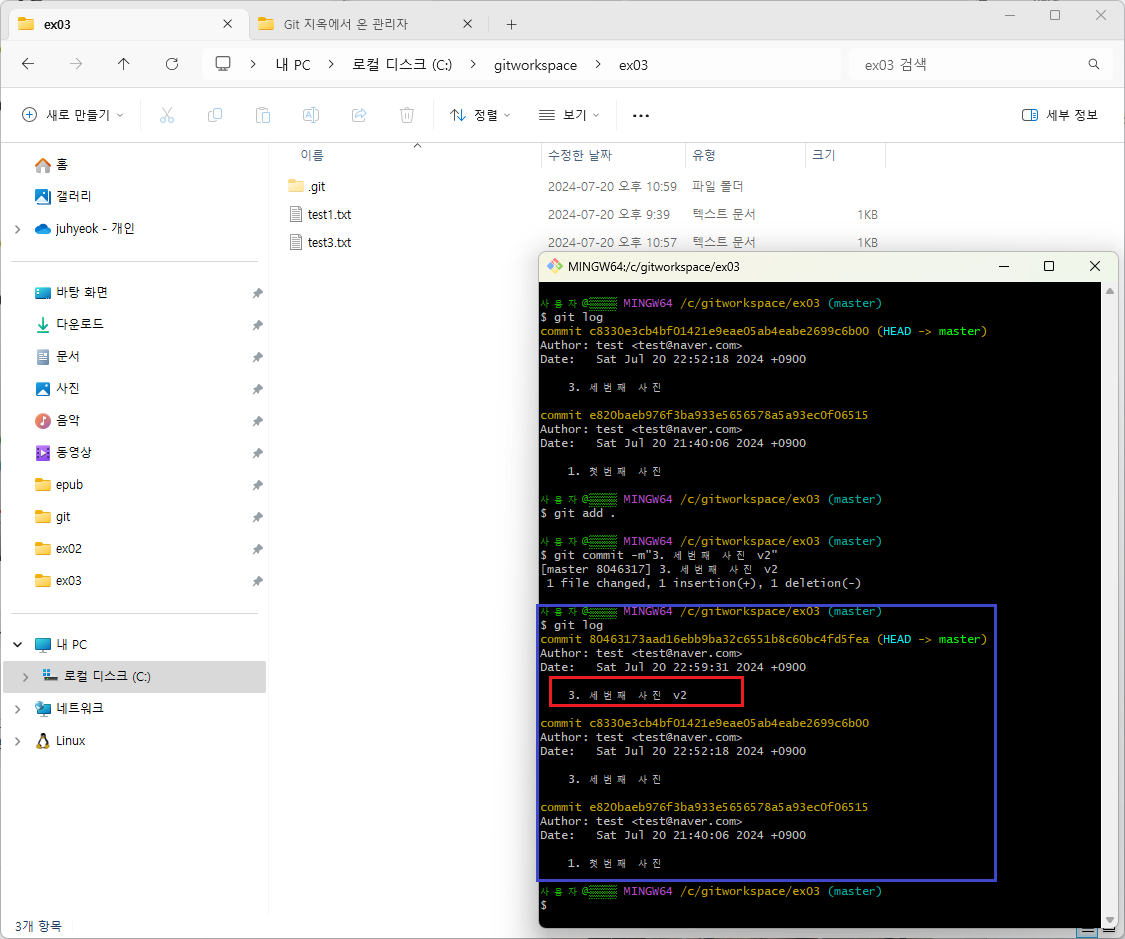 ex03
Git 지옥에서 온 관리자
내 PC
로컬 디스크 (C:)
gitworkspace
ex03
ex03 검색
새로 만들기
정렬
보기
세부 정보
이름
수정한 날짜
유형
크기
.git
2024-07-20 오후 10:59
파일 폴더
test1.txt
2024-07-20 오후 9:39
텍스트 문서
1KB
test3.txt
2024-07-20 오후 10:57
텍스트 문서
1KB
홈
갤러리
juhyeok - 개인
바탕 화면
다운로드
문서
사진
음악
동영상
epub
git
ex02
ex03
내 PC
로컬 디스크 (C:)
네트워크
Linux
3개 항목
MINGW64:/c/gitworkspace/ex03
사용자@▒▒▒▒ MINGW64 /c/gitworkspace/ex03 (master)
$ git log
commit c8330e3cb4bf01421e9eae05ab4eabe2699c6b00 (HEAD -> master)
Author: test <test@naver.com>
Date:   Sat Jul 20 22:52:18 2024 +0900
3. 세번째 사진
commit e820baeb976f3ba933e5656578a5a93ec0f06515
Author: test <test@naver.com>
Date:   Sat Jul 20 21:40:06 2024 +0900
1. 첫번째 사진
사용자@▒▒▒▒ MINGW64 /c/gitworkspace/ex03 (master)
$ git add .
사용자@▒▒▒▒ MINGW64 /c/gitworkspace/ex03 (master)
$ git commit -m"3. 세번째 사진 v2"
[master 8046317] 3. 세번째 사진 v2
1 file changed, 1 insertion(+), 1 deletion(-)
사용자@▒▒▒▒ MINGW64 /c/gitworkspace/ex03 (master)
$ git log
commit 80463173aad16ebb9ba32c6551b8c60bc4fd5fea (HEAD -> master)
Author: test <test@naver.com>
Date:   Sat Jul 20 22:59:31 2024 +0900
3. 세번째 사진 v2
commit c8330e3cb4bf01421e9eae05ab4eabe2699c6b00
Author: test <test@naver.com>
Date:   Sat Jul 20 22:52:18 2024 +0900
3. 세번째 사진
commit e820baeb976f3ba933e5656578a5a93ec0f06515
Author: test <test@naver.com>
Date:   Sat Jul 20 21:40:06 2024 +0900
1. 첫번째 사진
사용자@▒▒▒▒ MINGW64 /c/gitworkspace/ex03 (master)
$